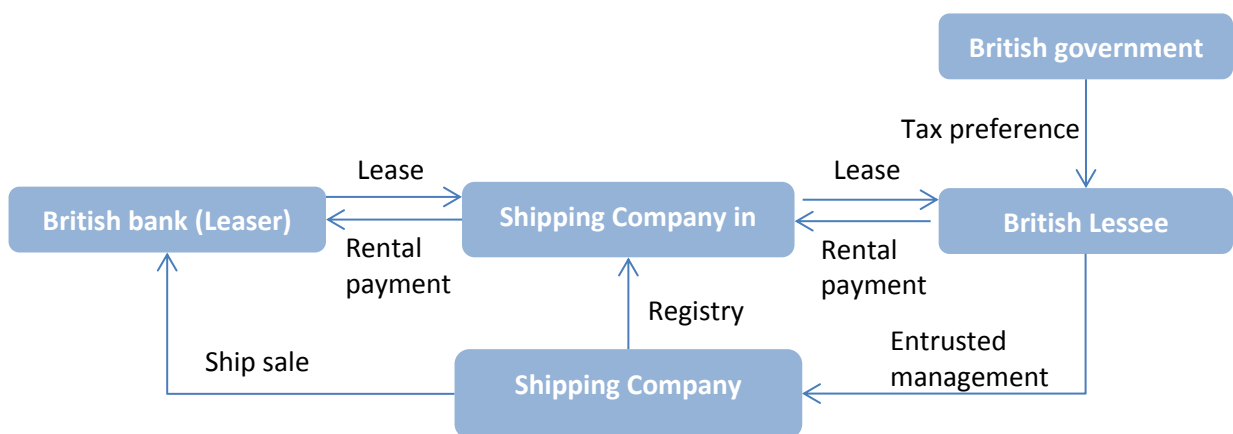 British government
Tax preference
Lease
Lease
British bank (Leaser)
Shipping Company in
British Lessee
Rental
payment
Rental
payment
Registry
Ship sale
Entrusted
management
Shipping Company